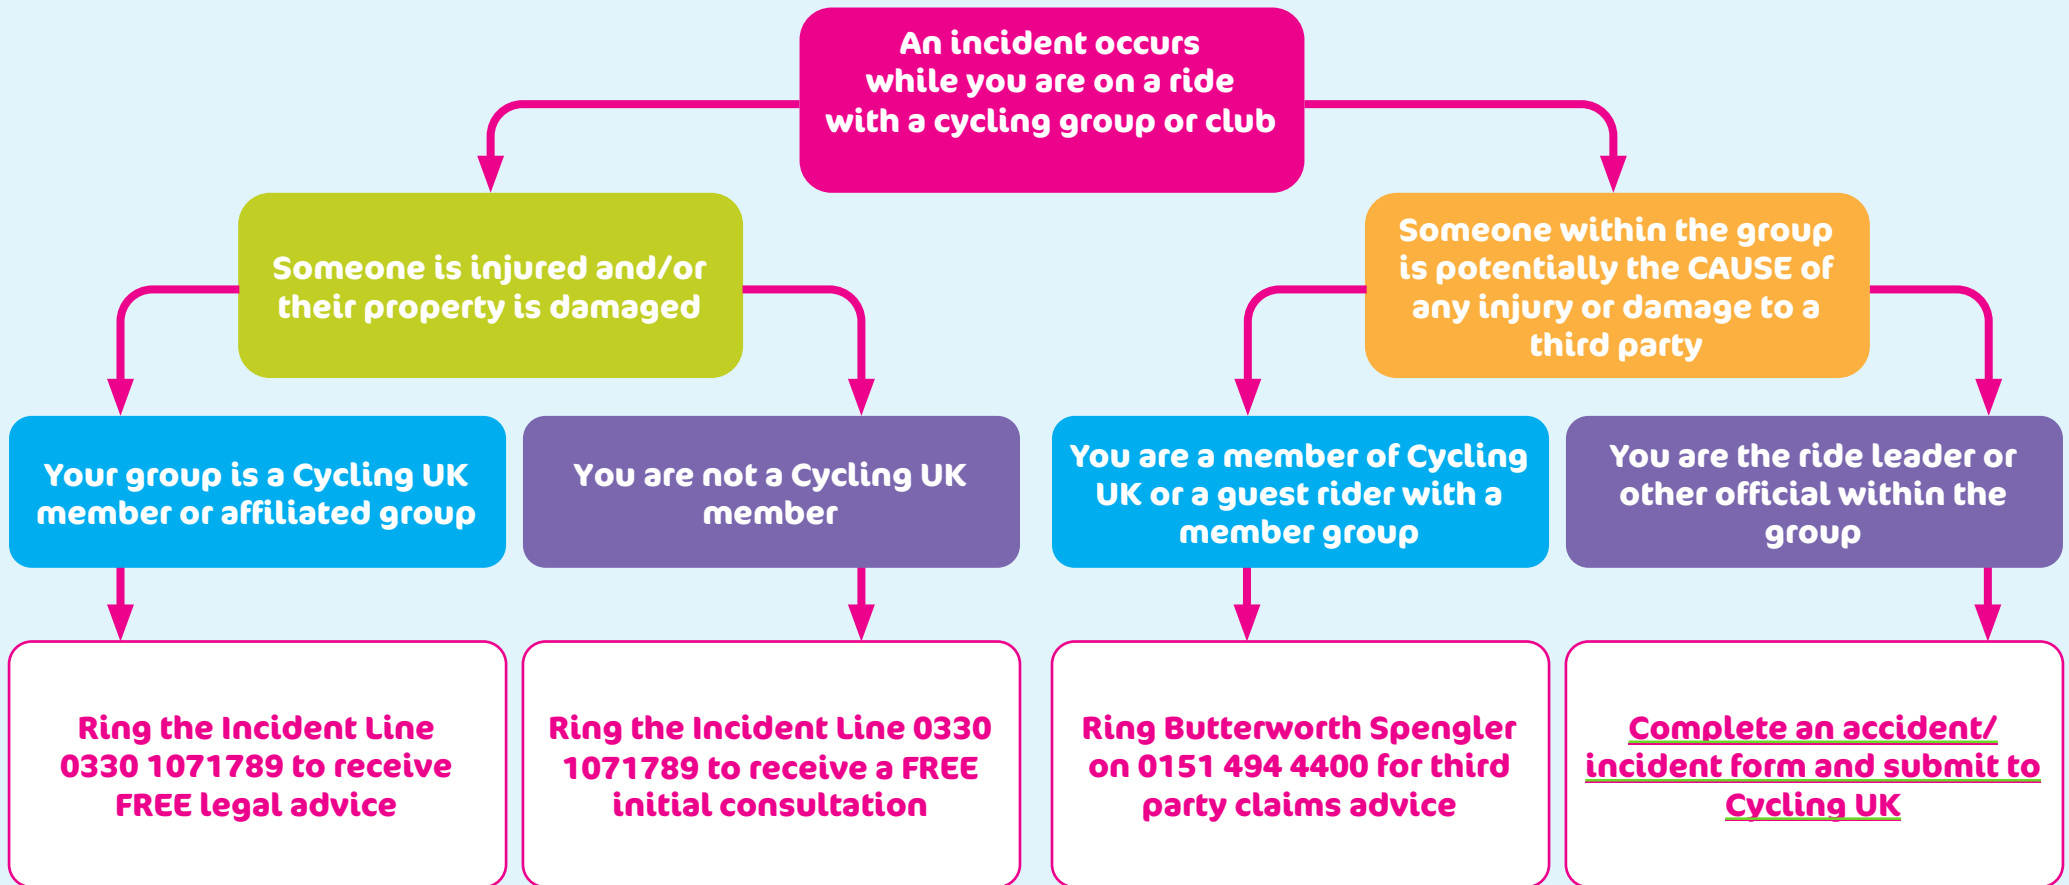 An incident occurs
while you are on a ride
with a cycling group or club
Someone is injured and/or
their property is damaged
Someone within the group
is potentially the CAUSE of
any injury or damage to a
third party
Your group is a Cycling UK
member or affiliated group
You are not a Cycling UK
member
You are a member of Cycling
UK or a guest rider with a
member group
You are the ride leader or
other official within the
group
Ring the Incident Line
0330 1071789 to receive
FREE legal advice
Ring the Incident Line 0330
1071789 to receive a FREE
initial consultation
Ring Butterworth Spengler
on 0151 494 4400 for third
party claims advice
Complete an accident/
incident form and submit to
Cycling UK